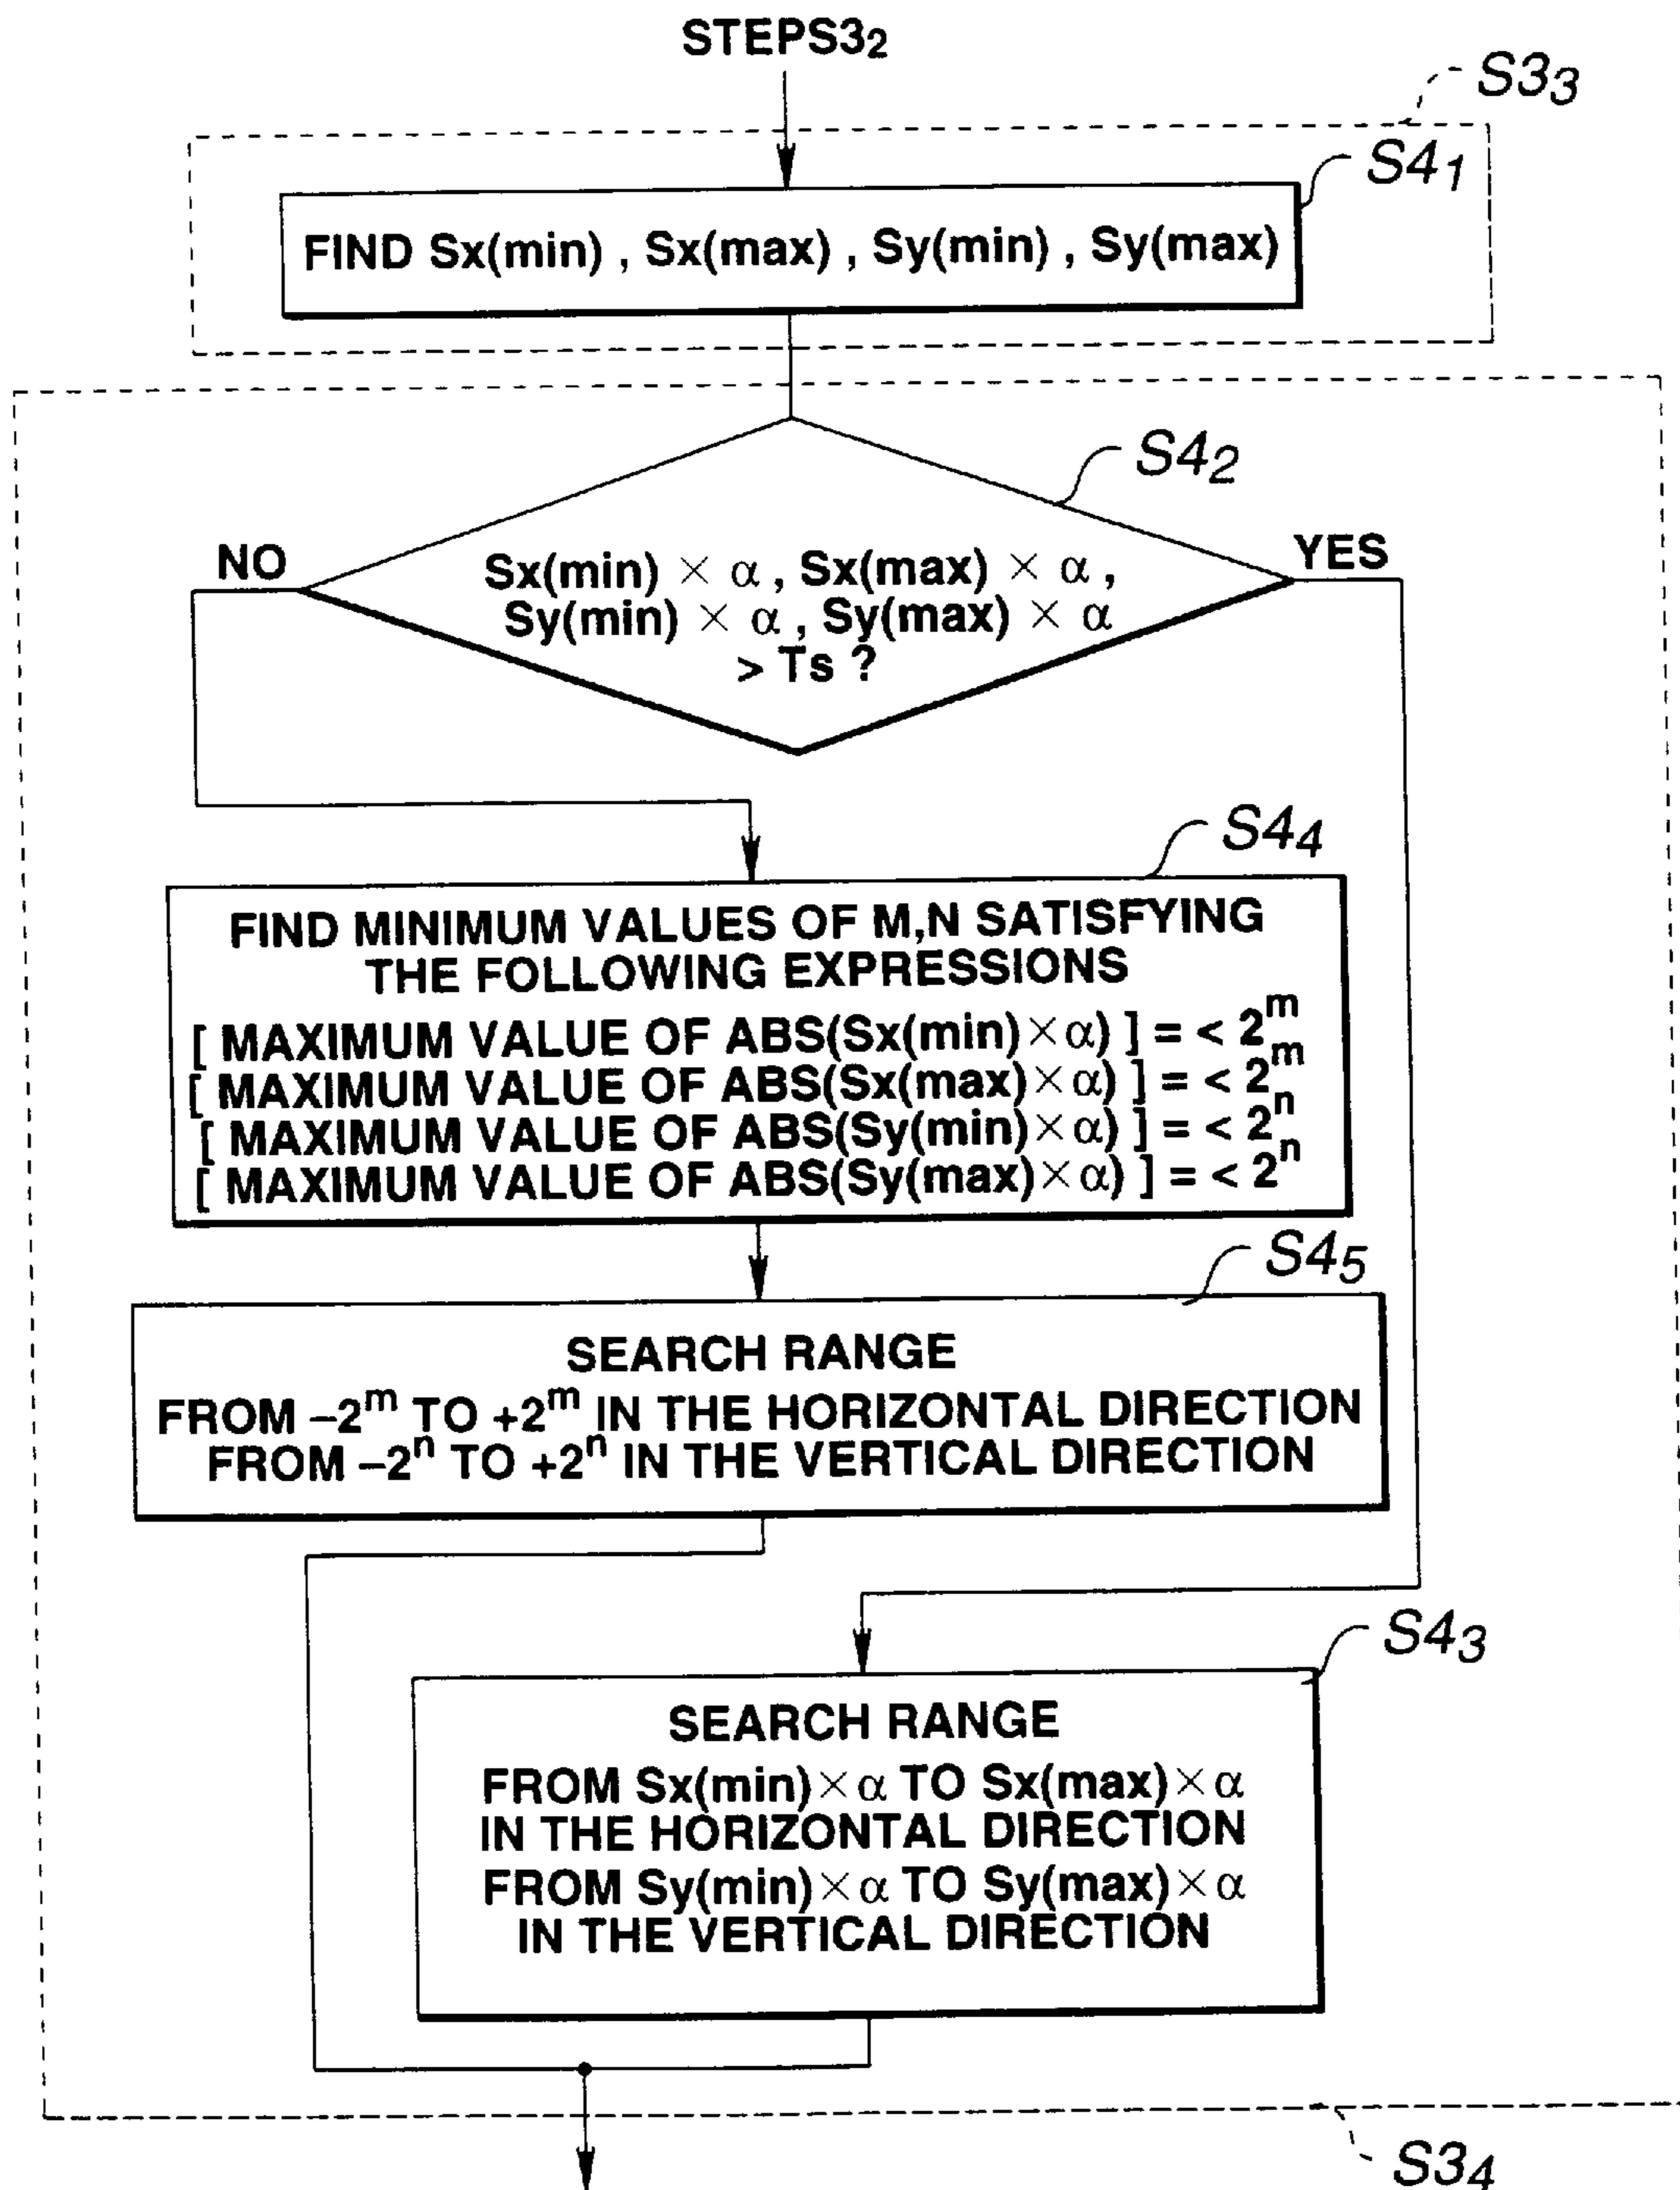 STEPS3₂
S3₃
S4₁
FIND Sx(min) , Sx(max) , Sy(min) , Sy(max)
S4₂
NO
YES
Sx(min) × α , Sx(max) × α ,
Sy(min) × α , Sy(max) × α
> Ts ?
S4₄
FIND MINIMUM VALUES OF M,N SATISFYING
THE FOLLOWING EXPRESSIONS
[ MAXIMUM VALUE OF ABS(Sx(min)×α) ] = < 2ᵐ
[ MAXIMUM VALUE OF ABS(Sx(max)×α) ] = < 2ᵐ
[ MAXIMUM VALUE OF ABS(Sy(min)×α) ] = < 2ⁿ
[ MAXIMUM VALUE OF ABS(Sy(max)×α) ] = < 2ⁿ
S4₅
SEARCH RANGE
FROM –2ᵐ TO +2ᵐ IN THE HORIZONTAL DIRECTION
FROM –2ⁿ TO +2ⁿ IN THE VERTICAL DIRECTION
S4₃
SEARCH RANGE
FROM Sx(min)×α TO Sx(max)×α
IN THE HORIZONTAL DIRECTION
FROM Sy(min)×α TO Sy(max)×α
IN THE VERTICAL DIRECTION
S3₄